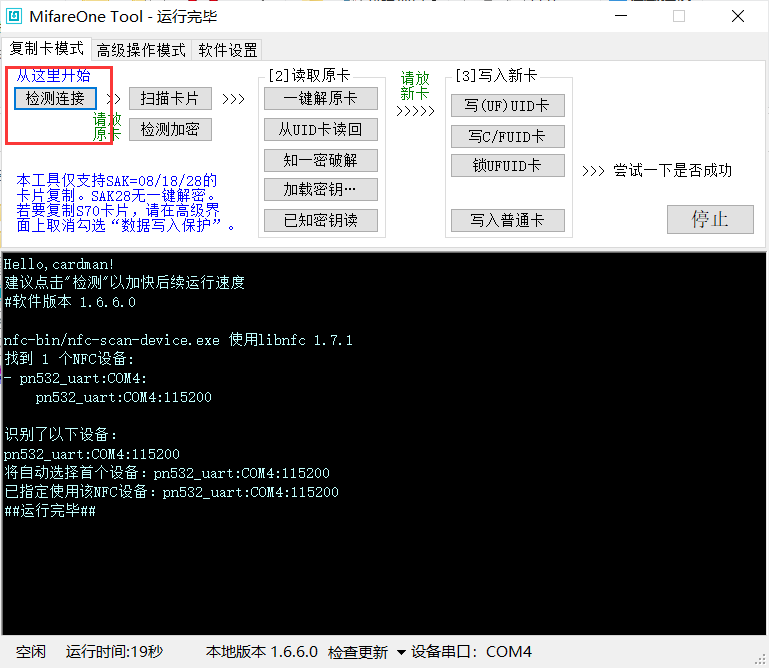 MifareOne Tool - 运行完毕
复制卡模式 高级操作模式 软件设置
从这里开始
检测连接 >> 扫描卡片 >>>
请放
原卡
检测加密
本工具仅支持SAK=08/18/28的
卡片复制。SAK28无一键解密。
若要复制S70卡片，请在高级界
面上取消勾选“数据写入保护”。
[2]读取原卡
一键解原卡
从UID卡读回
知一密破解
加载密钥…
已知密钥读
请放
新卡
>>>>>
[3]写入新卡
写(UF)UID卡
写C/FUID卡
锁UFUID卡
写入普通卡
>>> 尝试一下是否成功
停止
Hello,cardman!
建议点击"检测"以加快后续运行速度
#软件版本 1.6.6.0
nfc-bin/nfc-scan-device.exe 使用libnfc 1.7.1
找到 1 个NFC设备:
- pn532_uart:COM4:
pn532_uart:COM4:115200
识别了以下设备：
pn532_uart:COM4:115200
将自动选择首个设备：pn532_uart:COM4:115200
已指定使用该NFC设备：pn532_uart:COM4:115200
##运行完毕##
空闲 运行时间:19秒 本地版本 1.6.6.0 检查更新 设备串口： COM4